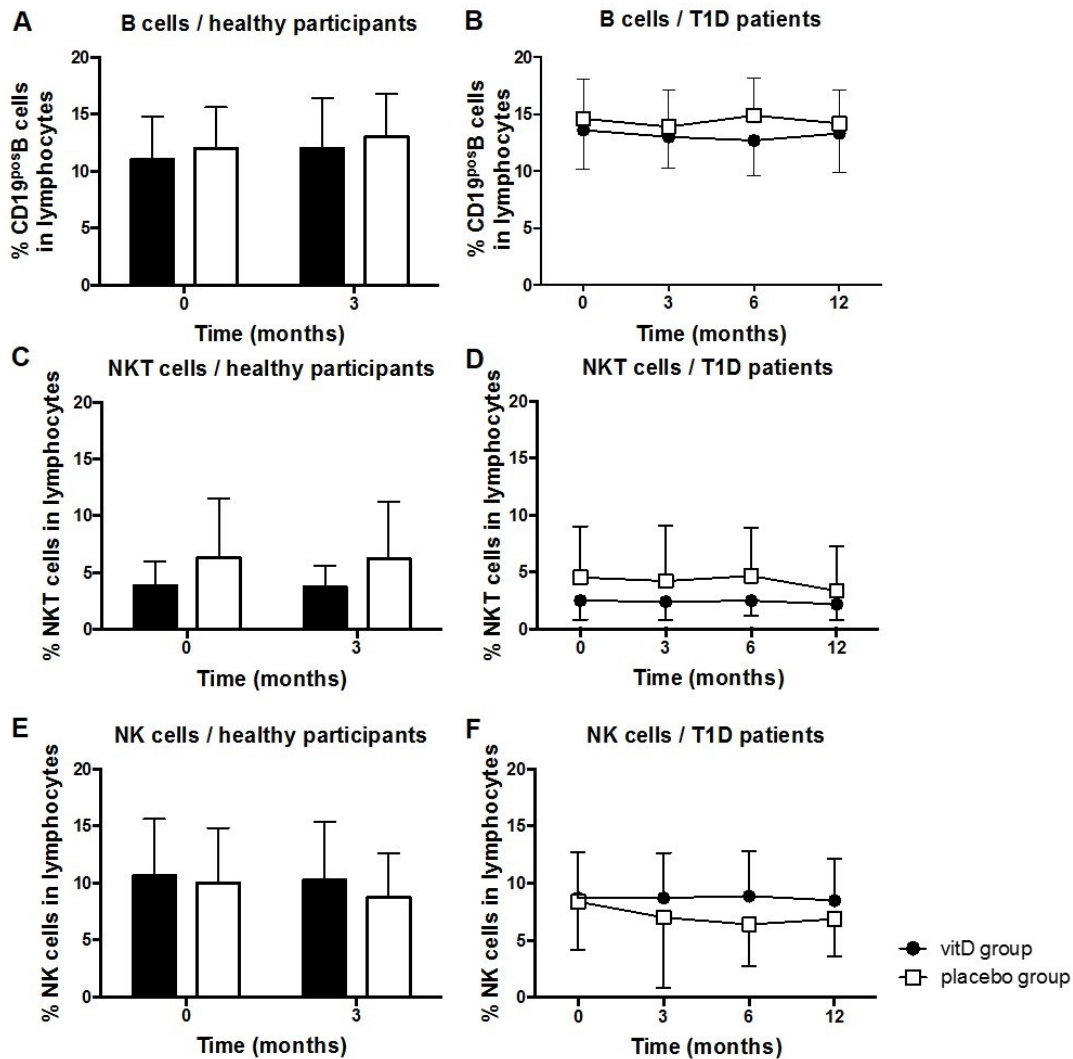 A
B cells / healthy participants
% CD19posB cells
in lymphocytes
20
15
10
5
0
0
3
Time (months)
B
B cells / T1D patients
% CD19posB cells
in lymphocytes
20
15
10
5
0
0
3
6
12
Time (months)
C
NKT cells / healthy participants
% NKT cells in lymphocytes
20
15
10
5
0
0
3
Time (months)
D
NKT cells / T1D patients
% NKT cells in lymphocytes
20
15
10
5
0
0
3
6
12
Time (months)
E
NK cells / healthy participants
% NK cells in lymphocytes
20
15
10
5
0
0
3
Time (months)
F
NK cells / T1D patients
% NK cells in lymphocytes
20
15
10
5
0
0
3
6
12
Time (months)
vitD group
placebo group